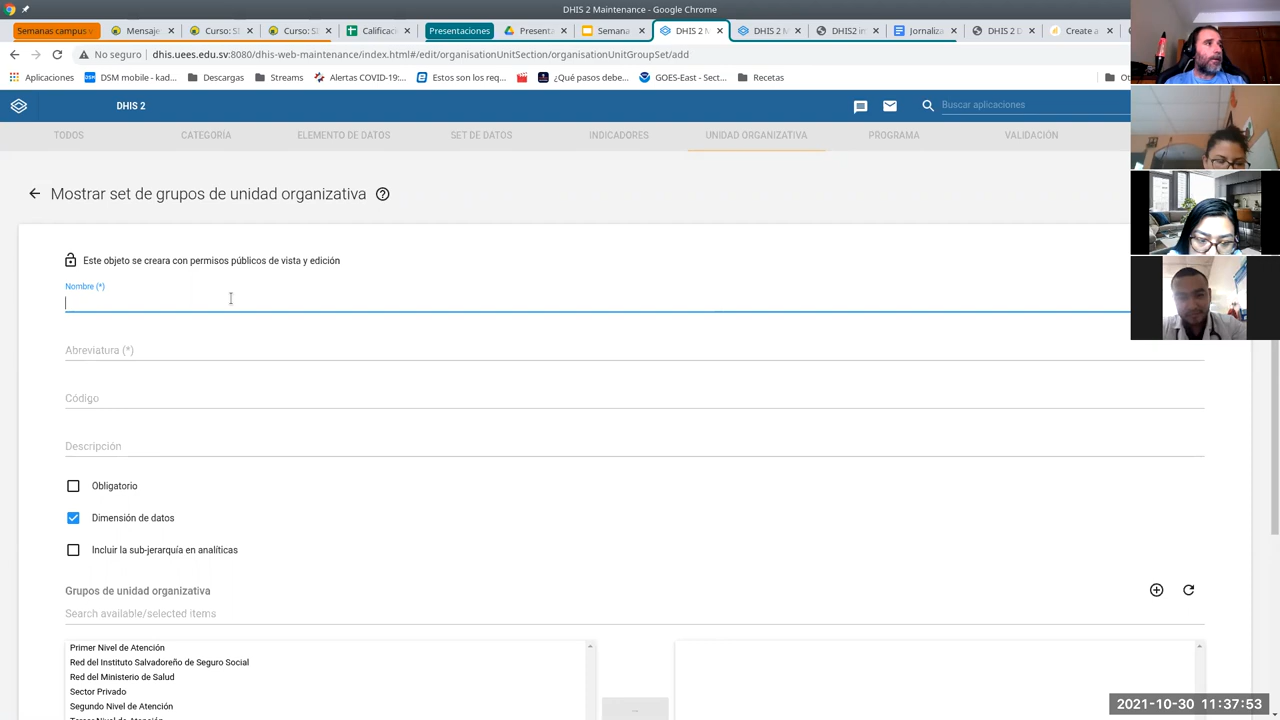 DHIS 2 Maintenance - Google Chrome
Semanas campus v
Mensaje
Curso: SI
Curso: SI
Calificac
Presentaciones
Present
Semana
DHIS 2 M
DHIS 2 M
DHIS2 in
Jornaliz
DHIS 2 D
Create a
No seguro
dhis.uees.edu.sv:8080/dhis-web-maintenance/index.html#/edit/organisationUnitSection/organisationUnitGroupSet/add
Aplicaciones
DSM mobile - kad...
Descargas
Streams
Alertas COVID-19:...
Estos son los req...
¿Qué pasos debe...
GOES-East - Sect...
Recetas
DHIS 2
Buscar aplicaciones
TODOS
CATEGORÍA
ELEMENTO DE DATOS
SET DE DATOS
INDICADORES
UNIDAD ORGANIZATIVA
PROGRAMA
VALIDACIÓN
Mostrar set de grupos de unidad organizativa
Este objeto se creara con permisos públicos de vista y edición
Nombre (*)
Abreviatura (*)
Código
Descripción
Obligatorio
Dimensión de datos
Incluir la sub-jerarquía en analíticas
Grupos de unidad organizativa
Search available/selected items
Primer Nivel de Atención
Red del Instituto Salvadoreño de Seguro Social
Red del Ministerio de Salud
Sector Privado
Segundo Nivel de Atención
Tercer Nivel de Atención
2021-10-30 11:37:53